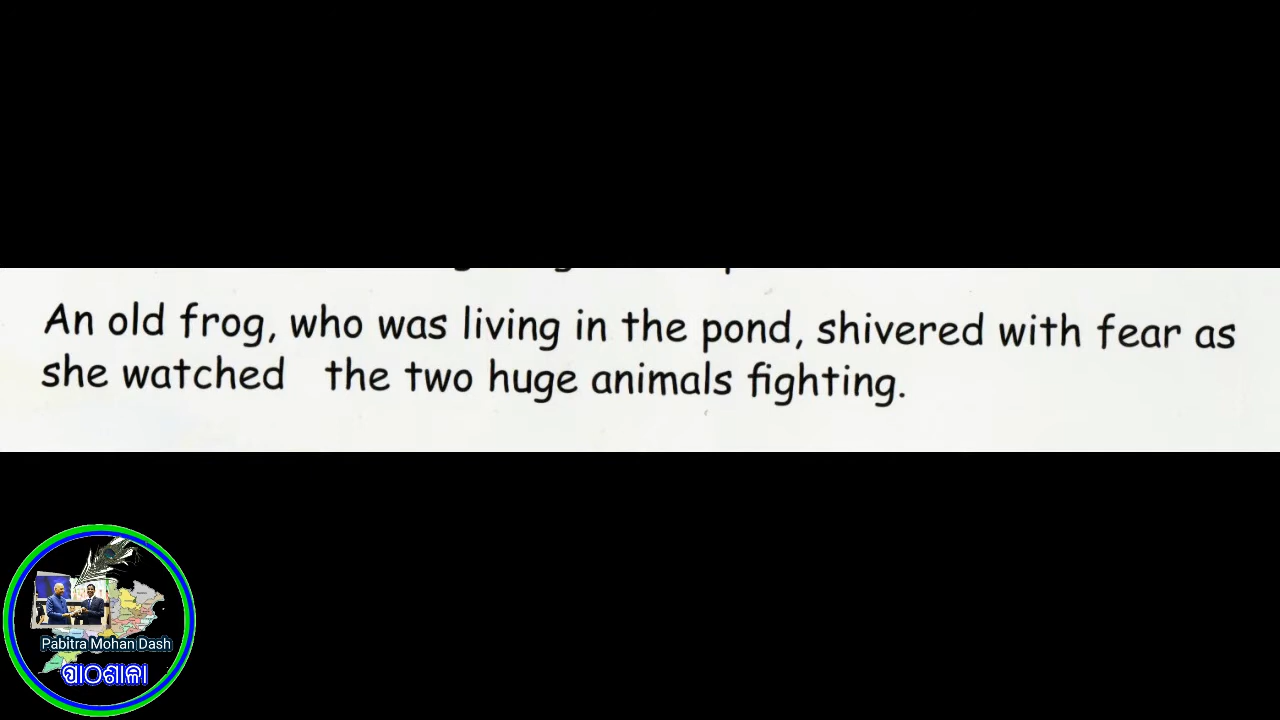 An old frog, who was living in the pond, shivered with fear as
she watched the two huge animals fighting.
Pabitra Mohan Dash
ପାଠଶାଳା